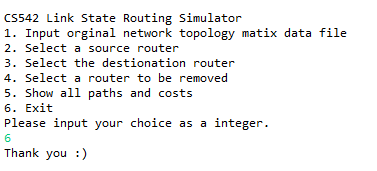 CS542 Link State Routing Simulator
1. Input orginal network topology matix data file
2. Select a source router
3. Select the destionation router
4. Select a router to be removed
5. Show all paths and costs
6. Exit
Please input your choice as a integer.
6
Thank you :)